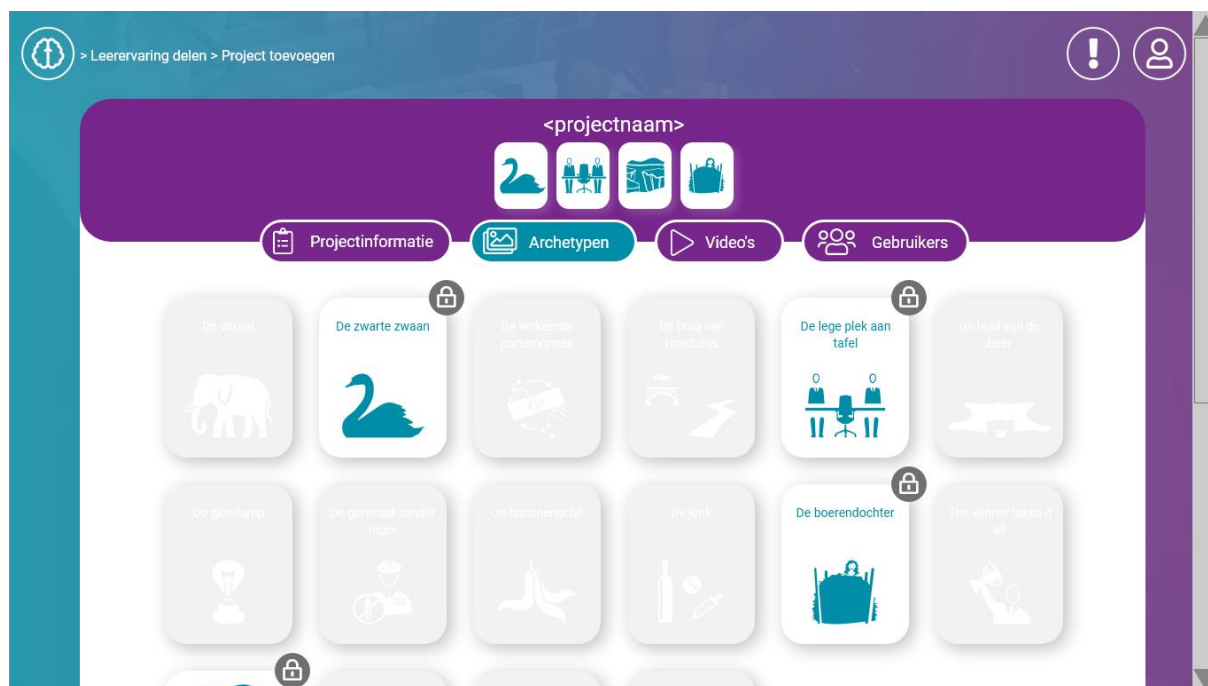 > Leerervaring delen > Project toevoegen
<projectnaam>
Projectinformatie
Archetypen
Video's
Gebruikers
De olifant
De zwarte zwaan
De verkeerde
portemonnee
De brug van
Honduras
De lege plek aan
tafel
De huid van de
beer
De gloeilamp
De generaal zonder
leger
De bananenschil
De junk
De boerendochter
The winner takes it
all